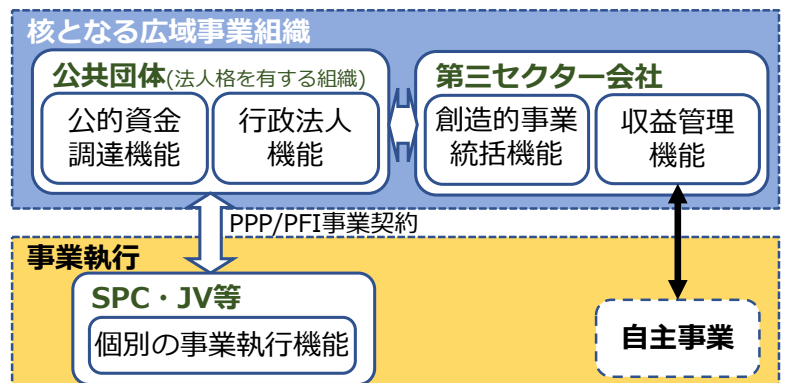 核となる広域事業組織
公共団体(法人格を有する組織)
公的資金
調達機能
行政法人
機能
第三セクター会社
創造的事業
統括機能
収益管理
機能
PPP/PFI事業契約
事業執行
SPC・JV等
個別の事業執行機能
自主事業